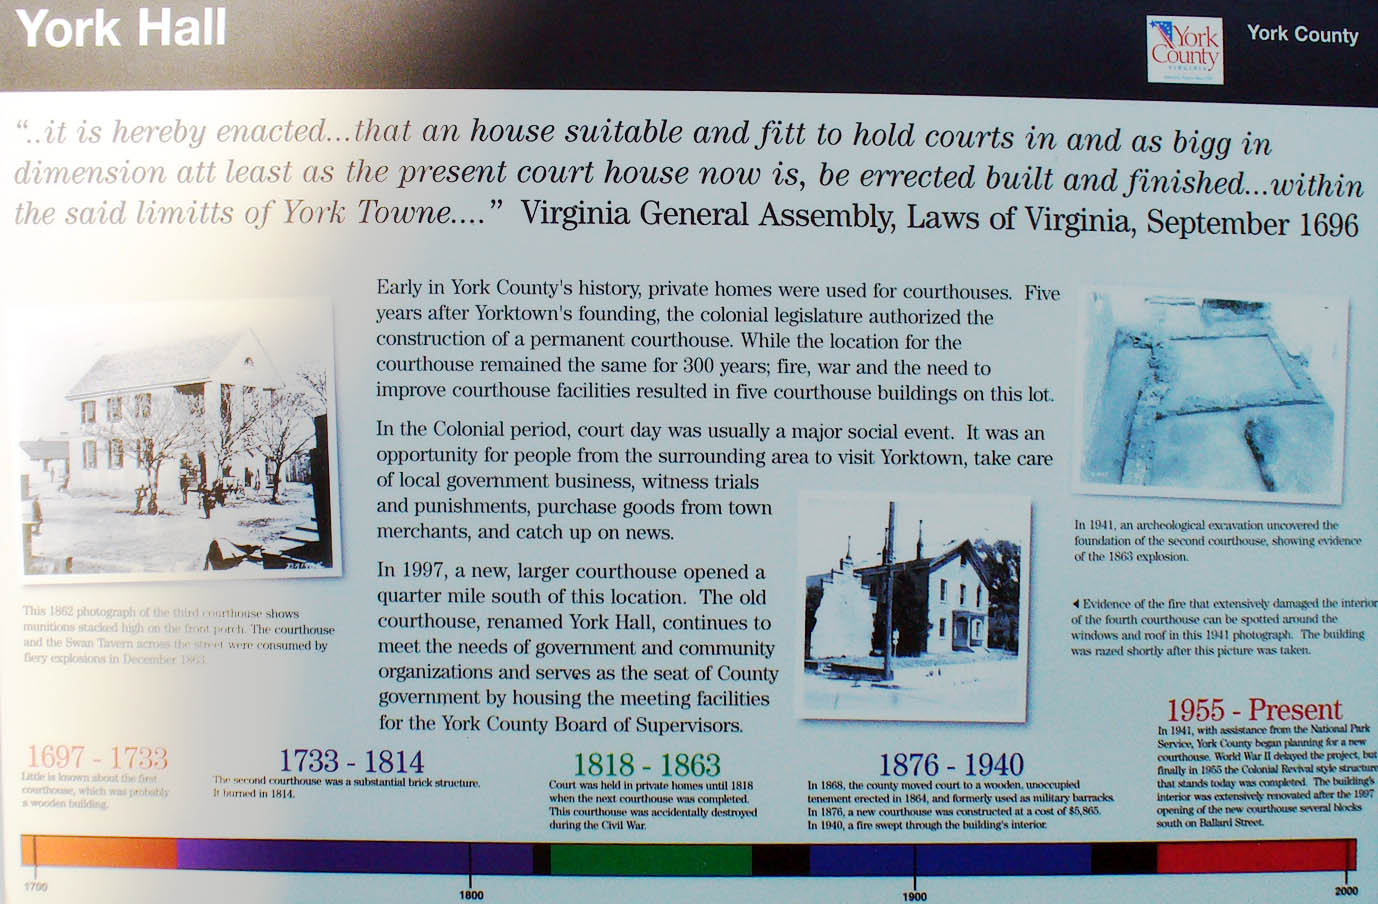 York Hall
York
County
VIRGINIA
York County
“..it is hereby enacted...that an house suitable and fitt to hold courts in and as bigg in
dimension att least as the present court house now is, be errected built and finished...within
the said limitts of York Towne....” Virginia General Assembly, Laws of Virginia, September 1696
Early in York County's history, private homes were used for courthouses. Five
years after Yorktown's founding, the colonial legislature authorized the
construction of a permanent courthouse. While the location for the
courthouse remained the same for 300 years; fire, war and the need to
improve courthouse facilities resulted in five courthouse buildings on this lot.
In the Colonial period, court day was usually a major social event. It was an
opportunity for people from the surrounding area to visit Yorktown, take care
of local government business, witness trials
and punishments, purchase goods from town
merchants, and catch up on news.
In 1997, a new, larger courthouse opened a
quarter mile south of this location. The old
courthouse, renamed York Hall, continues to
meet the needs of government and community
organizations and serves as the seat of County
government by housing the meeting facilities
for the York County Board of Supervisors.
This 1862 photograph of the third courthouse shows
munitions stacked high on the front porch. The courthouse
and the Swan Tavern across the street were consumed by
fiery explosions in December 1863.
In 1941, an archeological excavation uncovered the
foundation of the second courthouse, showing evidence
of the 1863 explosion.
Evidence of the fire that extensively damaged the interior
of the fourth courthouse can be spotted around the
windows and roof in this 1941 photograph. The building
was razed shortly after this picture was taken.
1697 - 1733
Little is known about the first
courthouse, which was probably
a wooden building.
1733 - 1814
The second courthouse was a substantial brick structure.
It burned in 1814.
1818 - 1863
Court was held in private homes until 1818
when the next courthouse was completed.
This courthouse was accidentally destroyed
during the Civil War.
1876 - 1940
In 1868, the county moved court to a wooden, unoccupied
tenement erected in 1864, and formerly used as military barracks.
In 1876, a new courthouse was constructed at a cost of $5,865.
In 1940, a fire swept through the building's interior.
1955 - Present
In 1941, with assistance from the National Park
Service, York County began planning for a new
courthouse. World War II delayed the project, but
finally in 1955 the Colonial Revival style structure
that stands today was completed. The building's
interior was extensively renovated after the 1997
opening of the new courthouse several blocks
south on Ballard Street.
1700
1800
1900
2000